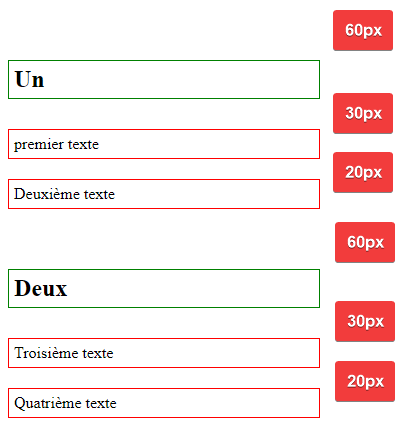 60px
Un
30px
premier texte
20px
Deuxième texte
60px
Deux
30px
Troisième texte
20px
Quatrième texte